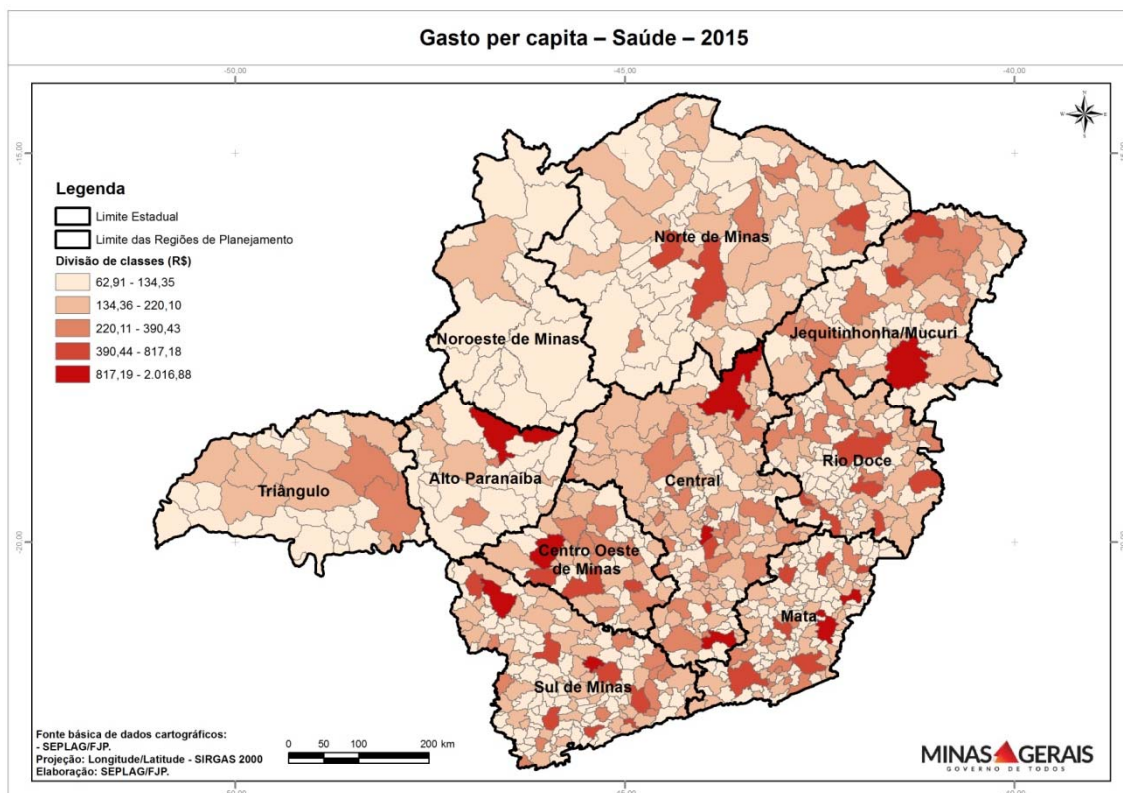 Gasto per capita – Saúde – 2015
-50.00
-45.00
-40.00
-15.00
N
W
E
S
Legenda
Limite Estadual
Limite das Regiões de Planejamento
Divisão de classes (R$)
62,91 - 134,35
134,36 - 220,10
220,11 - 390,43
390,44 - 817,18
817,19 - 2.016,88
Norte de Minas
Jequitinhonha/Mucuri
Noroeste de Minas
Rio Doce
Alto Paranaíba
Central
Triângulo
-20.00
Centro Oeste
de Minas
Mata
Sul de Minas
Fonte básica de dados cartográficos:
- SEPLAG/FJP.
Projeção: Longitude/Latitude - SIRGAS 2000
Elaboração: SEPLAG/FJP.
0 50 100 200 km
MINAS GERAIS
GOVERNO DE TODOS
-50.00
-40.00